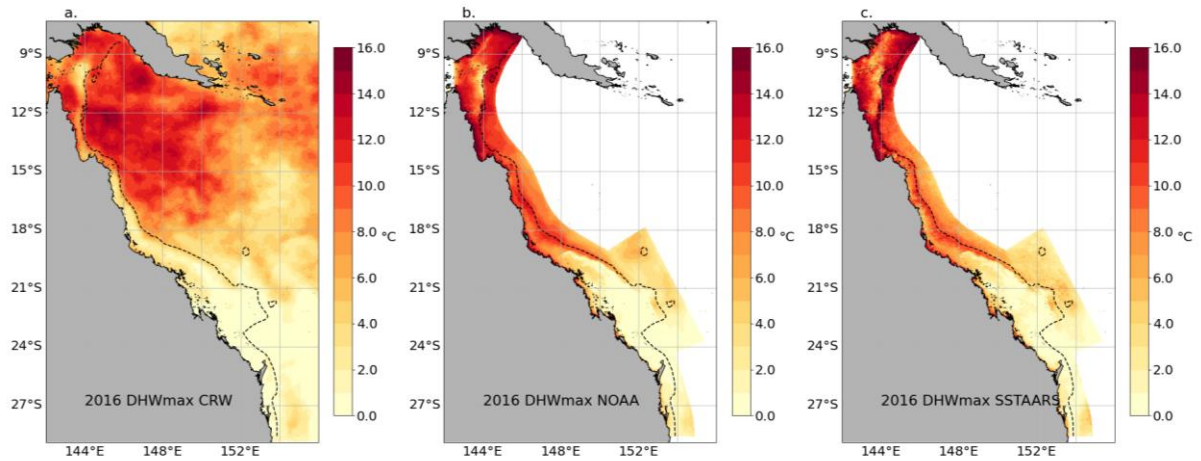 a.
9°S
12°S
15°S
18°S
21°S
24°S
27°S
144°E 148°E 152°E
2016 DHWmax CRW
16.0
14.0
12.0
10.0
8.0
6.0
4.0
2.0
0.0
°C
b.
9°S
12°S
15°S
18°S
21°S
24°S
27°S
144°E 148°E 152°E
2016 DHWmax NOAA
16.0
14.0
12.0
10.0
8.0
6.0
4.0
2.0
0.0
°C
c.
9°S
12°S
15°S
18°S
21°S
24°S
27°S
144°E 148°E 152°E
2016 DHWmax SSTAARS
16.0
14.0
12.0
10.0
8.0
6.0
4.0
2.0
0.0
°C